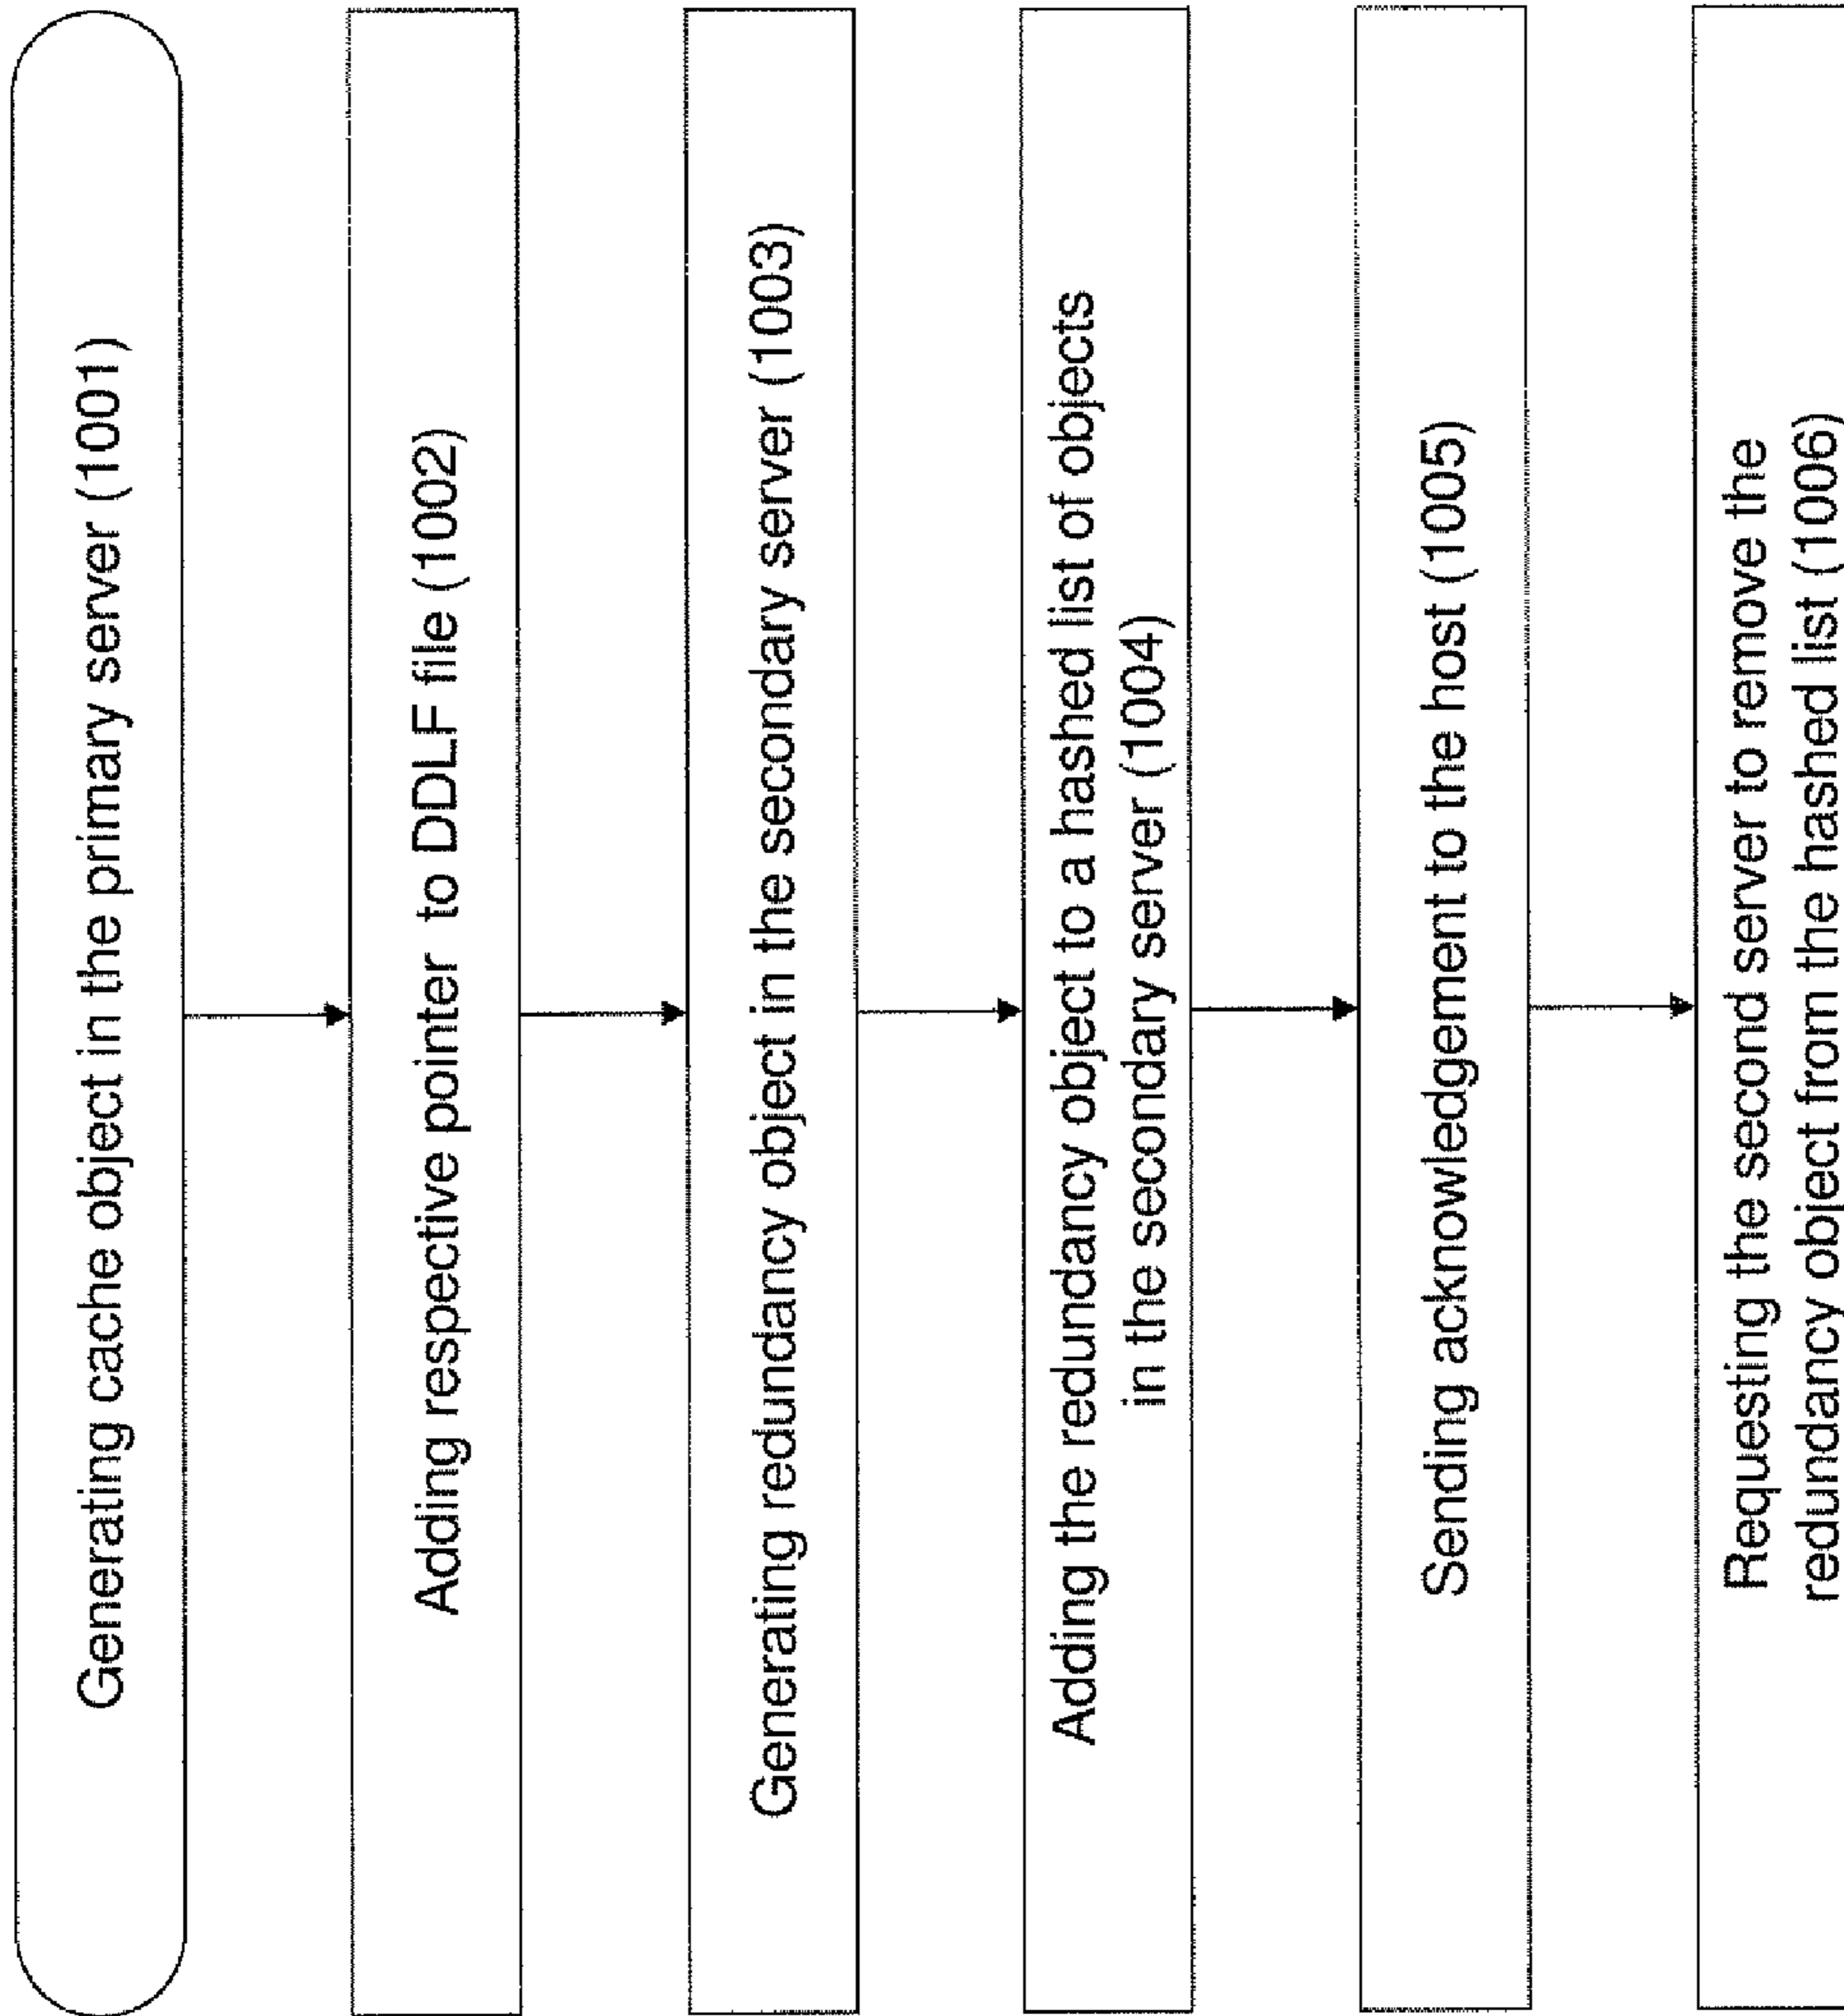 Generating cache object in the primary server (1001)
Adding respective pointer to DDLF file (1002)
Generating redundancy object in the secondary server (1003)
Adding the redundancy object to a hashed list of objects
in the secondary server (1004)
Sending acknowledgement to the host (1005)
Requesting the second server to remove the
redundancy object from the hashed list (1006)